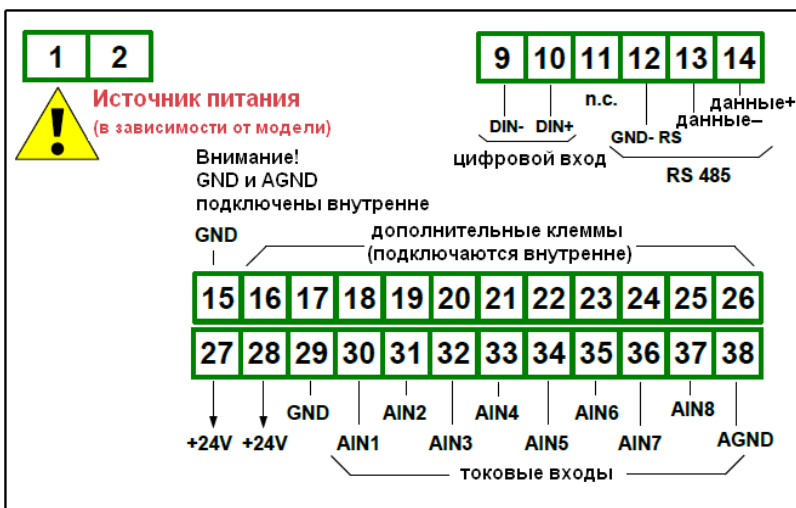 1 2
9 10 11 12 13 14
Источник питания
(в зависимости от модели)
n.c.
данные+
данные–
DIN- DIN+
GND- RS
цифровой вход
RS 485
Внимание!
GND и AGND
подключены внутренне
GND
дополнительные клеммы
(подключаются внутренне)
15 16 17 18 19 20 21 22 23 24 25 26
27 28 29 30 31 32 33 34 35 36 37 38
GND AIN2 AIN4 AIN6 AIN8
+24V +24V AIN1 AIN3 AIN5 AIN7 AGND
токовые входы